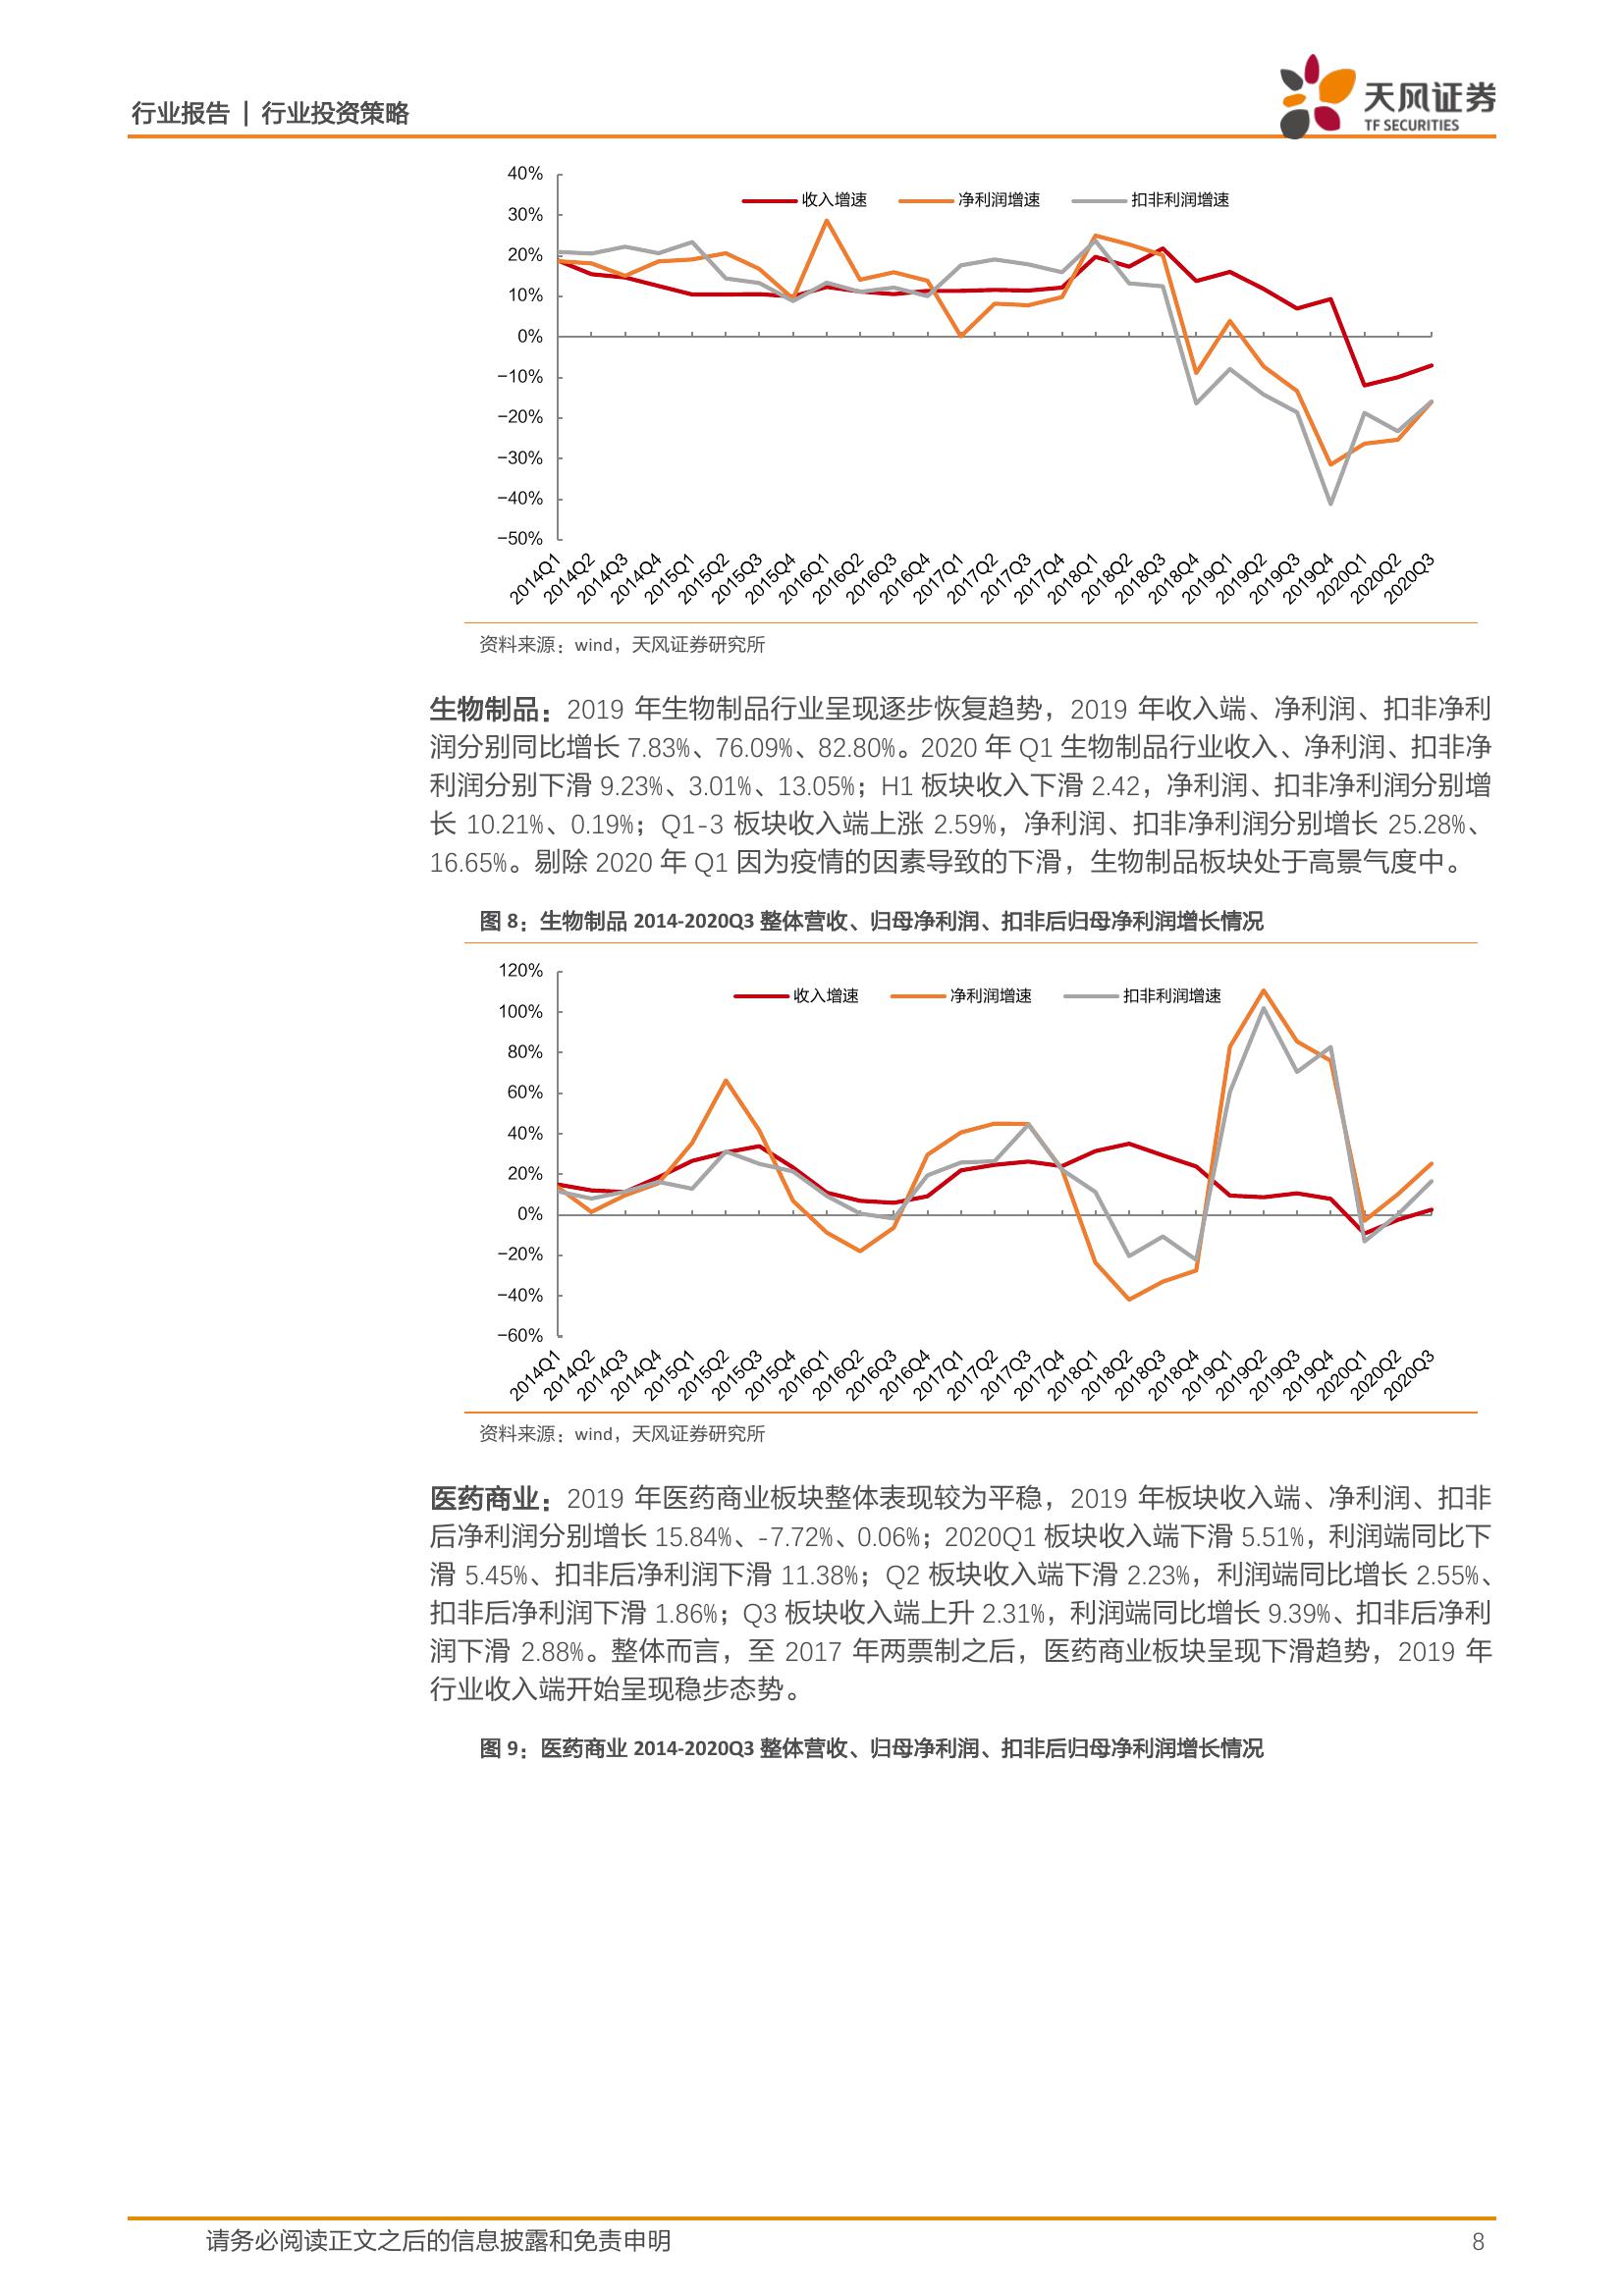 行业报告 | 行业投资策略
天风证券
TF SECURITIES
40%
30%
20%
10%
0%
−10%
−20%
−30%
−40%
−50%
收入增速 净利润增速 扣非利润增速
2014Q1 2014Q2 2014Q3 2014Q4 2015Q1 2015Q2 2015Q3 2015Q4 2016Q1 2016Q2 2016Q3 2016Q4 2017Q1 2017Q2 2017Q3 2017Q4 2018Q1 2018Q2 2018Q3 2018Q4 2019Q1 2019Q2 2019Q3 2019Q4 2020Q1 2020Q2 2020Q3
资料来源：wind，天风证券研究所
生物制品：2019 年生物制品行业呈现逐步恢复趋势，2019 年收入端、净利润、扣非净利
润分别同比增长 7.83%、76.09%、82.80%。2020 年 Q1 生物制品行业收入、净利润、扣非净
利润分别下滑 9.23%、3.01%、13.05%；H1 板块收入下滑 2.42，净利润、扣非净利润分别增
长 10.21%、0.19%；Q1-3 板块收入端上涨 2.59%，净利润、扣非净利润分别增长 25.28%、
16.65%。剔除 2020 年 Q1 因为疫情的因素导致的下滑，生物制品板块处于高景气度中。
图 8：生物制品 2014-2020Q3 整体营收、归母净利润、扣非后归母净利润增长情况
120%
100%
80%
60%
40%
20%
0%
−20%
−40%
−60%
收入增速 净利润增速 扣非利润增速
2014Q1 2014Q2 2014Q3 2014Q4 2015Q1 2015Q2 2015Q3 2015Q4 2016Q1 2016Q2 2016Q3 2016Q4 2017Q1 2017Q2 2017Q3 2017Q4 2018Q1 2018Q2 2018Q3 2018Q4 2019Q1 2019Q2 2019Q3 2019Q4 2020Q1 2020Q2 2020Q3
资料来源：wind，天风证券研究所
医药商业：2019 年医药商业板块整体表现较为平稳，2019 年板块收入端、净利润、扣非
后净利润分别增长 15.84%、-7.72%、0.06%；2020Q1 板块收入端下滑 5.51%，利润端同比下
滑 5.45%、扣非后净利润下滑 11.38%；Q2 板块收入端下滑 2.23%，利润端同比增长 2.55%、
扣非后净利润下滑 1.86%；Q3 板块收入端上升 2.31%，利润端同比增长 9.39%、扣非后净利
润下滑 2.88%。整体而言，至 2017 年两票制之后，医药商业板块呈现下滑趋势，2019 年
行业收入端开始呈现稳步态势。
图 9：医药商业 2014-2020Q3 整体营收、归母净利润、扣非后归母净利润增长情况
请务必阅读正文之后的信息披露和免责申明 8